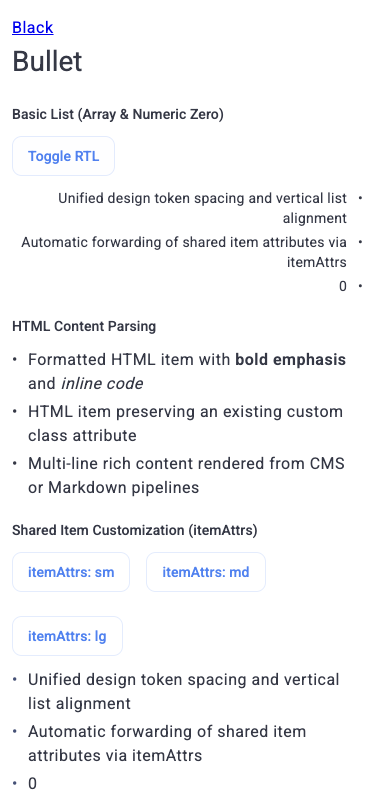 Black
Bullet
Basic List (Array & Numeric Zero)
Toggle RTL
• Unified design token spacing and vertical list
alignment
• Automatic forwarding of shared item attributes via
itemAttrs
• 0
HTML Content Parsing
• Formatted HTML item with bold emphasis
and inline code
• HTML item preserving an existing custom
class attribute
• Multi-line rich content rendered from CMS
or Markdown pipelines
Shared Item Customization (itemAttrs)
itemAttrs: sm itemAttrs: md
itemAttrs: lg
• Unified design token spacing and vertical
list alignment
• Automatic forwarding of shared item
attributes via itemAttrs
• 0